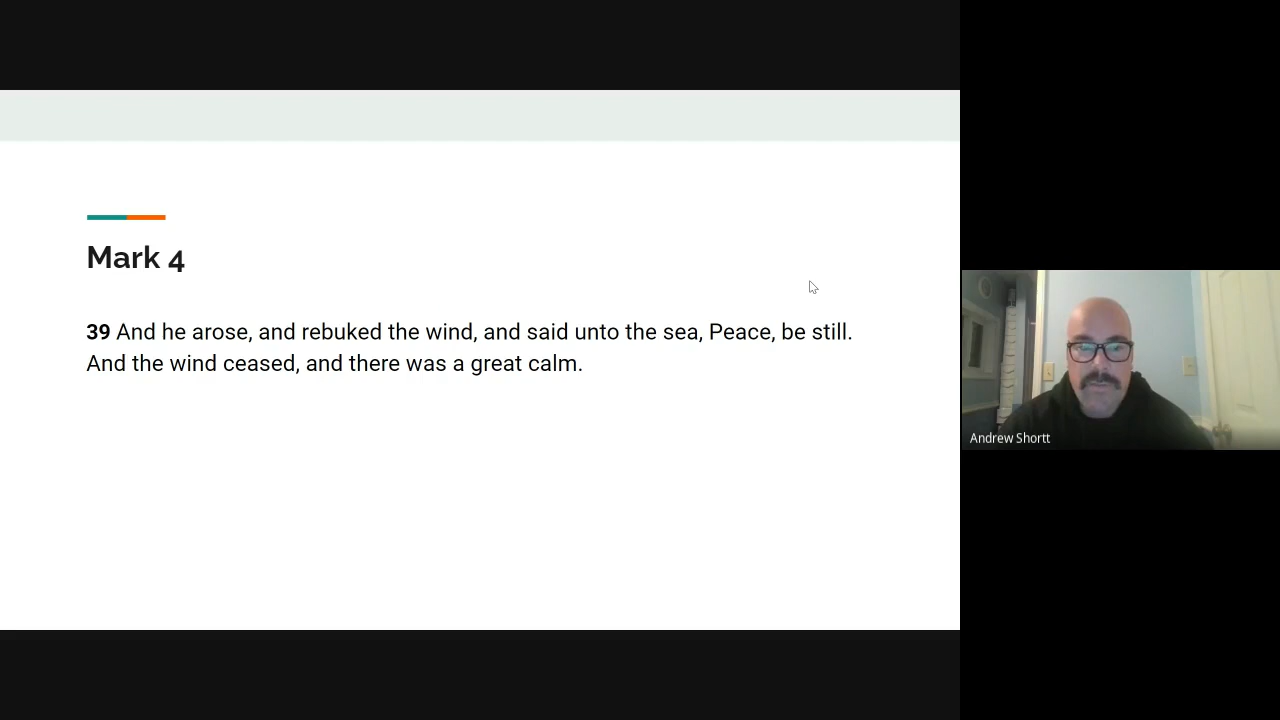 Mark 4
39 And he arose, and rebuked the wind, and said unto the sea, Peace, be still.
And the wind ceased, and there was a great calm.
Andrew Shortt